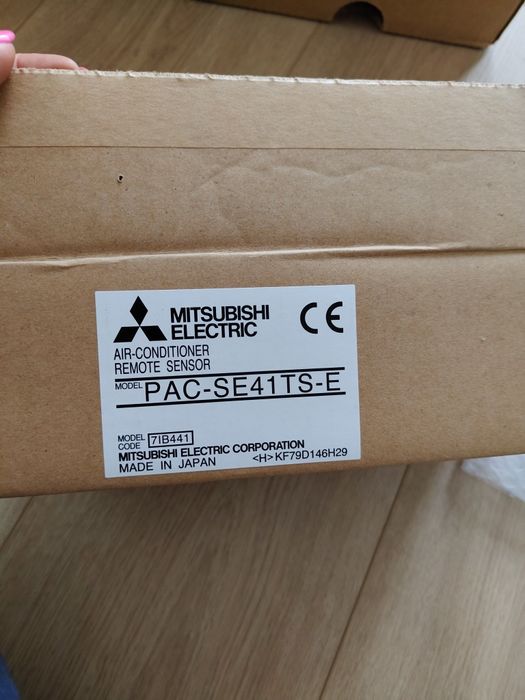 MITSUBISHI
ELECTRIC
CE
AIR-CONDITIONER
REMOTE SENSOR
MODEL PAC-SE41TS-E
MODEL
CODE 7IB441
MITSUBISHI ELECTRIC CORPORATION
MADE IN JAPAN <H> KF79D146H29